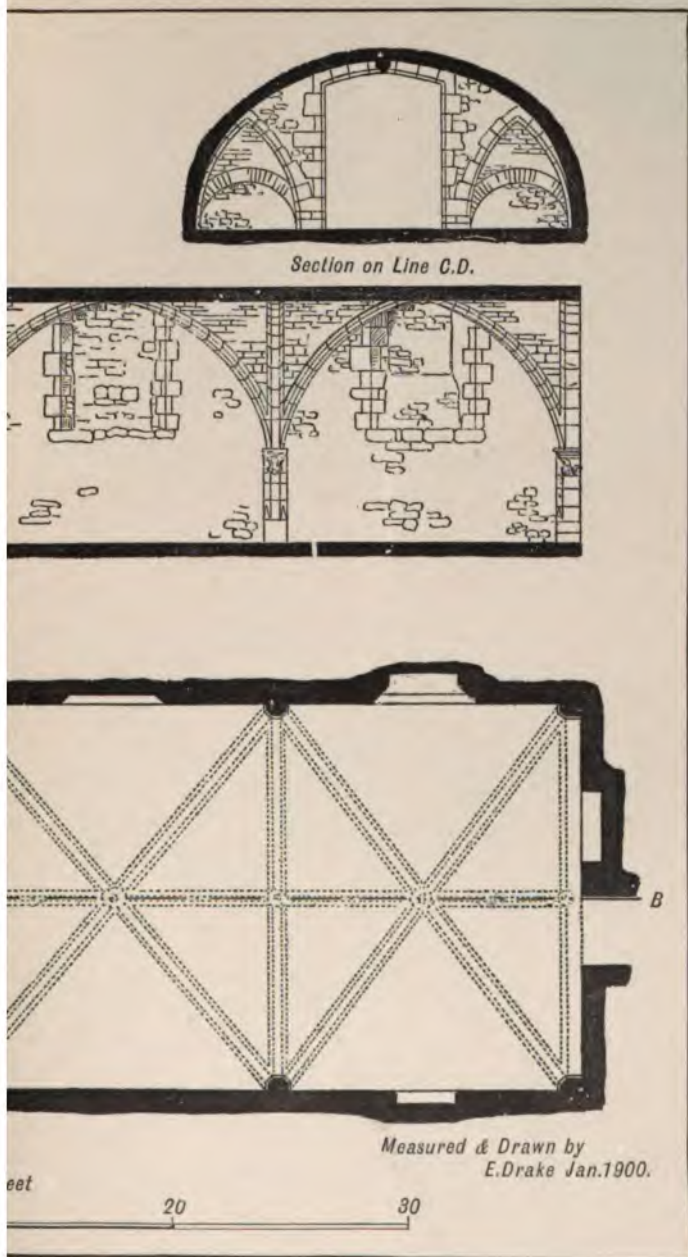 Section on Line C.D.
B
Measured & Drawn by
E.Drake Jan.1900.
eet
20
30